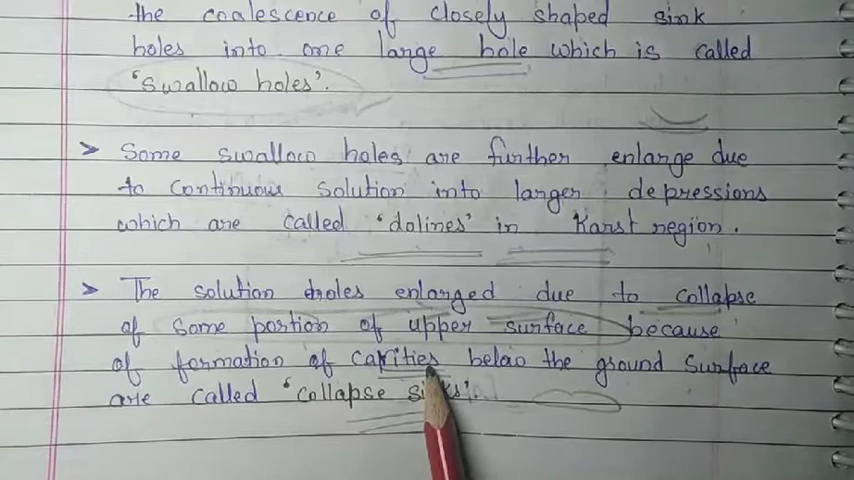 the coalescence of closely shaped sink
holes into one large hole which is called
'swallow holes'.
➤ Some swallow holes are further enlarge due
to continuous solution into larger depressions
which are called 'dolines' in Karst region.
➤ The solution holes enlarged due to collapse
of some portion of upper surface because
of formation of cavities below the ground surface
are called 'collapse sinks'.